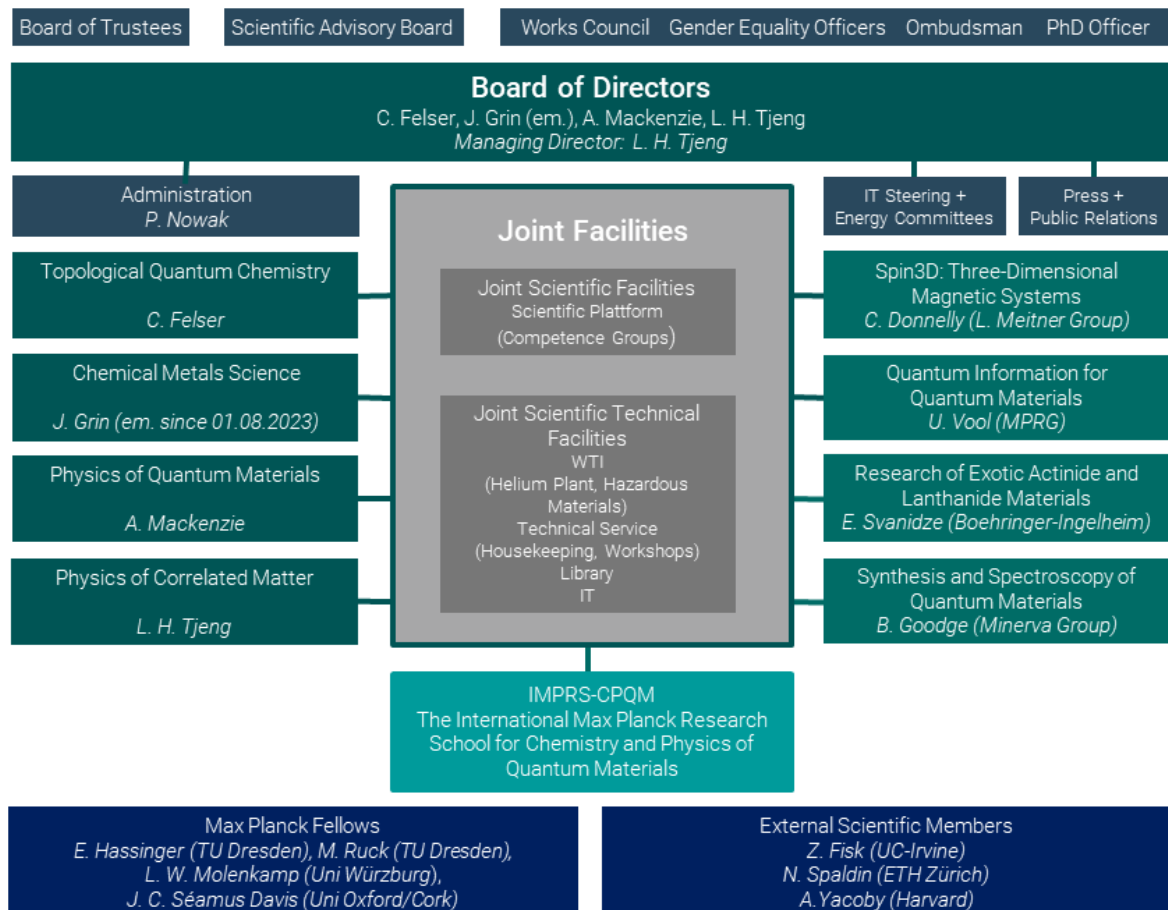 Board of Trustees
Scientific Advisory Board
Works Council Gender Equality Officers Ombudsman PhD Officer
Board of Directors
C. Felser, J. Grin (em.), A. Mackenzie, L. H. Tjeng
Managing Director: L. H. Tjeng
Administration
P. Nowak
IT Steering +
Energy Committees
Press +
Public Relations
Topological Quantum Chemistry
C. Felser
Chemical Metals Science
J. Grin (em. since 01.08.2023)
Physics of Quantum Materials
A. Mackenzie
Physics of Correlated Matter
L. H. Tjeng
Joint Facilities
Joint Scientific Facilities
Scientific Plattform
(Competence Groups)
Joint Scientific Technical
Facilities
WTI
(Helium Plant, Hazardous
Materials)
Technical Service
(Housekeeping, Workshops)
Library
IT
Spin3D: Three-Dimensional
Magnetic Systems
C. Donnelly (L. Meitner Group)
Quantum Information for
Quantum Materials
U. Vool (MPRG)
Research of Exotic Actinide and
Lanthanide Materials
E. Svanidze (Boehringer-Ingelheim)
Synthesis and Spectroscopy of
Quantum Materials
B. Goodge (Minerva Group)
IMPRS-CPQM
The International Max Planck Research
School for Chemistry and Physics of
Quantum Materials
Max Planck Fellows
E. Hassinger (TU Dresden), M. Ruck (TU Dresden),
L. W. Molenkamp (Uni Würzburg),
J. C. Séamus Davis (Uni Oxford/Cork)
External Scientific Members
Z. Fisk (UC-Irvine)
N. Spaldin (ETH Zürich)
A.Yacoby (Harvard)